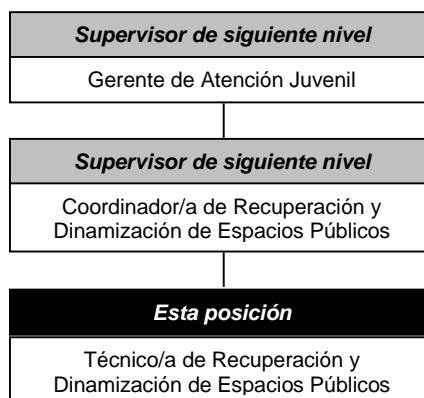 Supervisor de siguiente nivel
Gerente de Atención Juvenil
Supervisor de siguiente nivel
Coordinador/a de Recuperación y
Dinamización de Espacios Públicos
Esta posición
Técnico/a de Recuperación y
Dinamización de Espacios Públicos